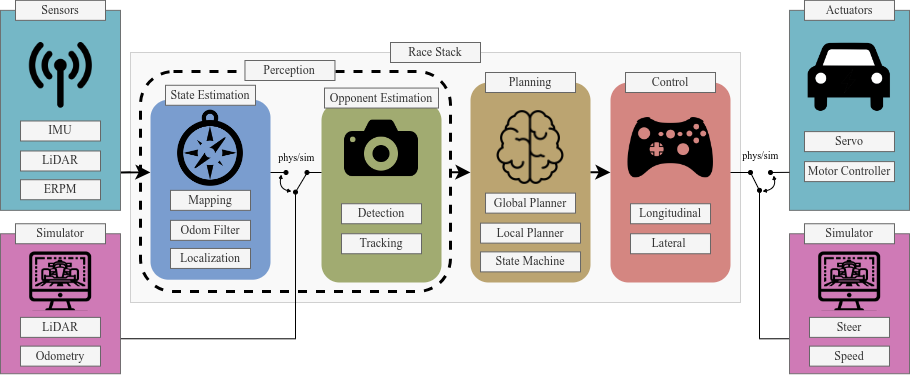 Sensors
IMU
LiDAR
ERPM
Simulator
LiDAR
Odometry
Race Stack
Perception
State Estimation
Mapping
Odom Filter
Localization
phys/sim
Opponent Estimation
Detection
Tracking
Planning
Global Planner
Local Planner
State Machine
Control
Longitudinal
Lateral
phys/sim
Actuators
Servo
Motor Controller
Simulator
Steer
Speed